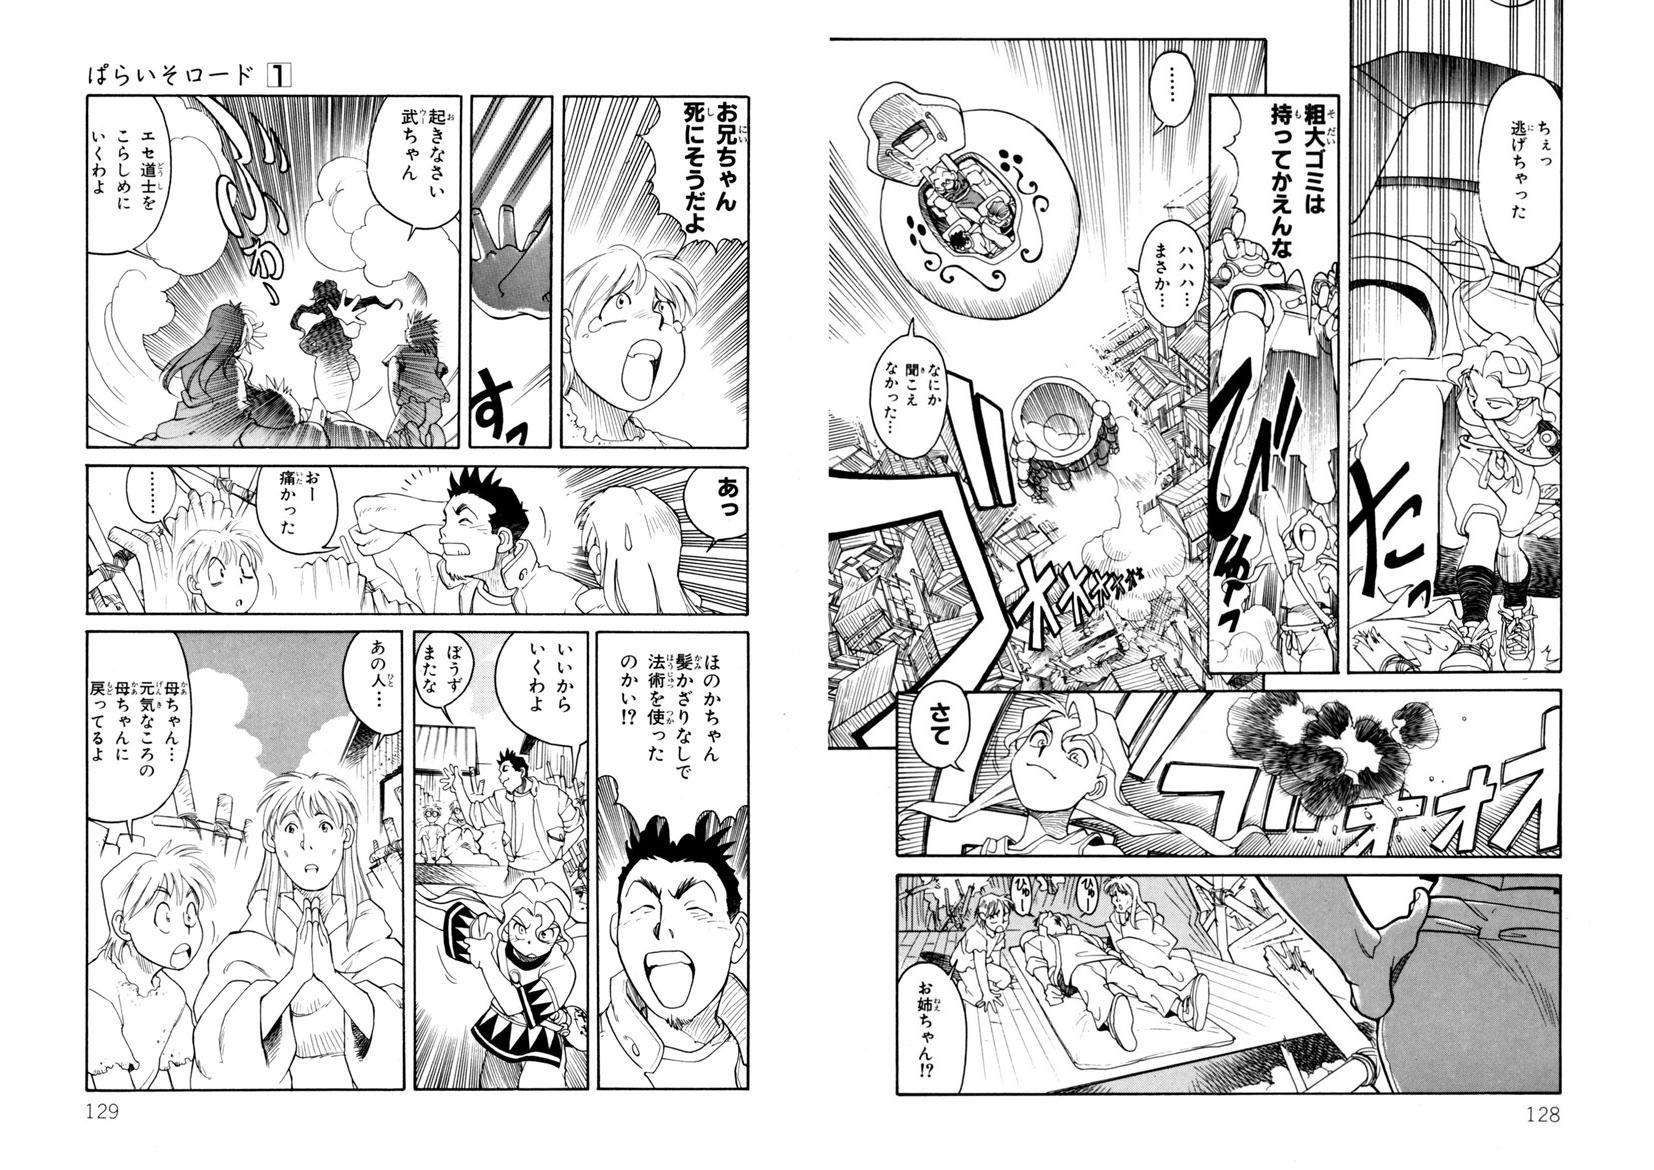 ちぇっ
逃げちゃった
たっ
粗大ゴミは
持ってかえんな
びゅっ
……
ハハハ…
まさか…
なにか
聞こえ
なかった…
オオオオオ
さて
お姉ちゃん!?
ひゅー
ひゅー
128
ぱらいそロード 1
お兄ちゃん
死にそうだよ
すっ
起きなさい
武ちゃん
エセ道士を
こらしめに
いくわよ
あっ
おー
痛かった
………
ほのかちゃん
髪かざりなしで
法術を使った
のかい!?
いいから
いくわよ
ぼうず
またな
あの人…
母ちゃん…
元気なころの
母ちゃんに
戻ってるよ
129